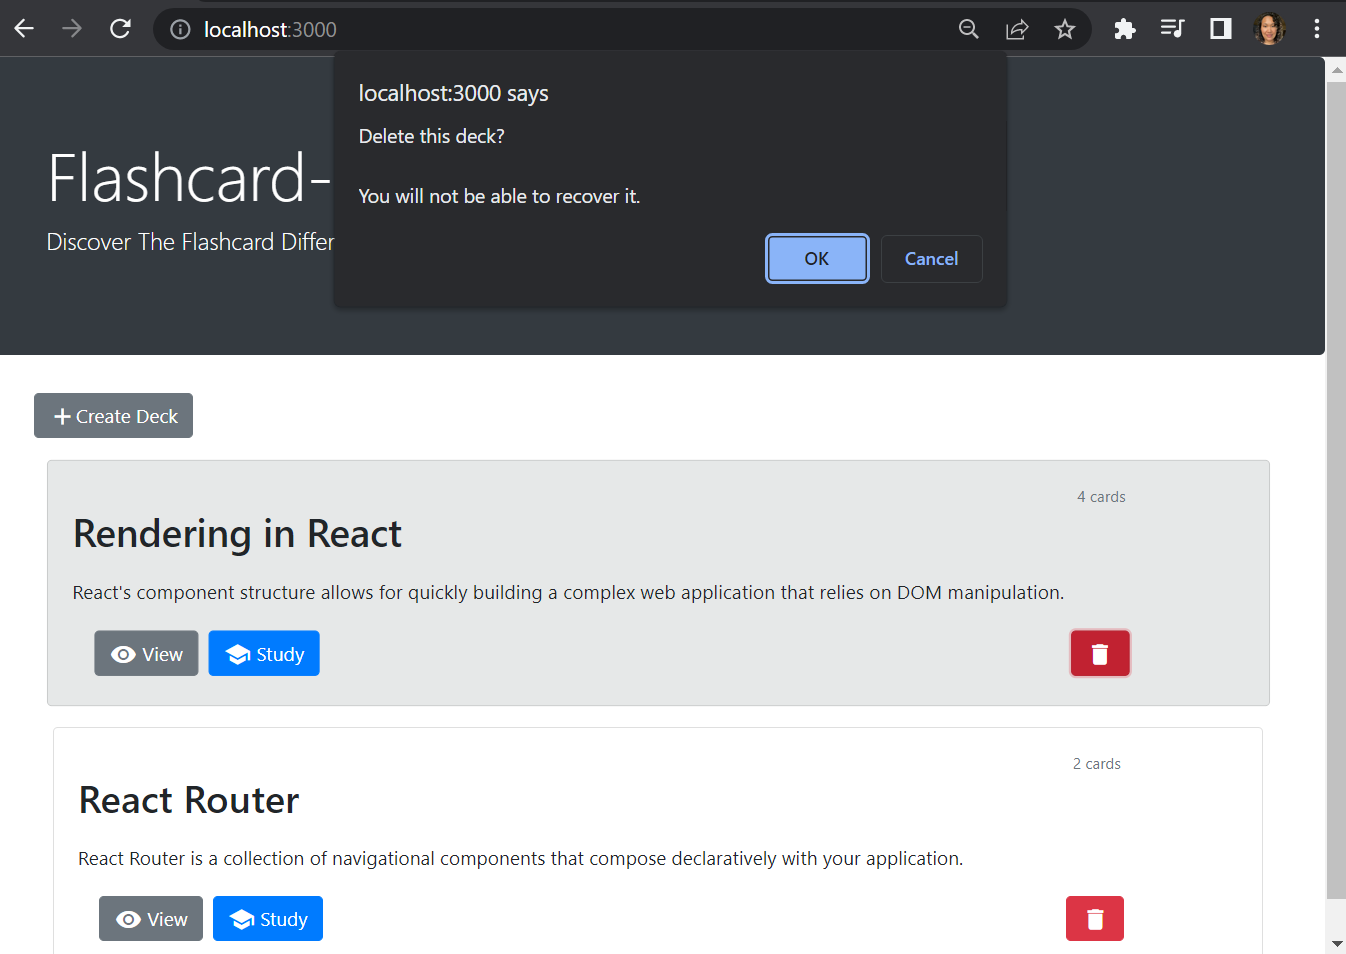 localhost:3000
localhost:3000 says
Delete this deck?
You will not be able to recover it.
OK Cancel
Flashcard-
Discover The Flashcard Differ
Create Deck
4 cards
Rendering in React
React's component structure allows for quickly building a complex web application that relies on DOM manipulation.
View Study
2 cards
React Router
React Router is a collection of navigational components that compose declaratively with your application.
View Study